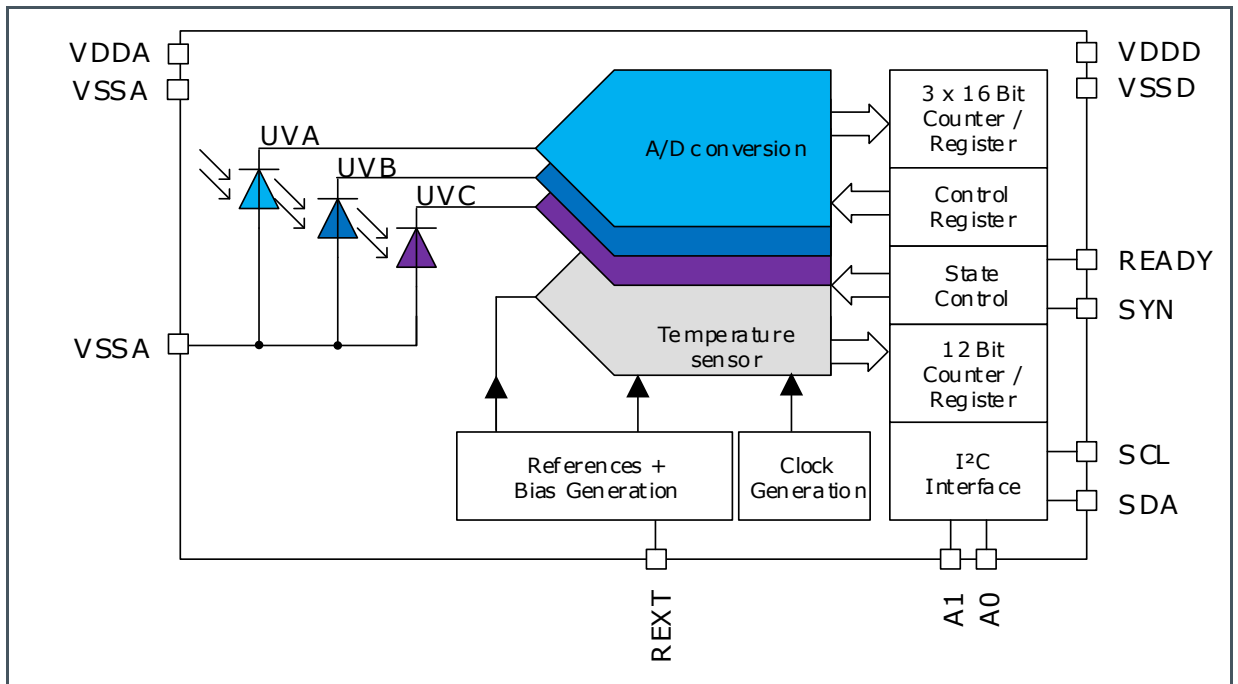 VDDA
VSSA
VDDD
VSSD
UVA
UVB
UVC
A/D conversion
3 x 16 Bit
Counter /
Register
Control
Register
State
Control
READY
SYN
VSSA
Temperature
sensor
12 Bit
Counter /
Register
References +
Bias Generation
Clock
Generation
I²C
Interface
SCL
SDA
REXT
A1
A0